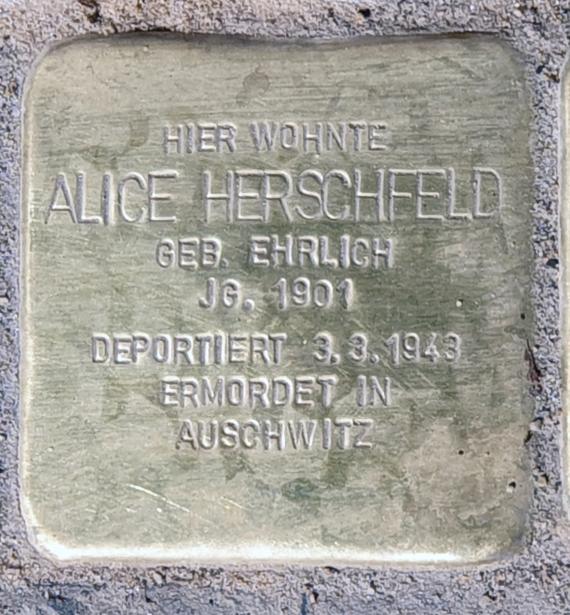 HIER WOHNTE
ALICE HERSCHFELD
GEB. EHRLICH
JG. 1901
DEPORTIERT 3.3.1943
ERMORDET IN
AUSCHWITZ